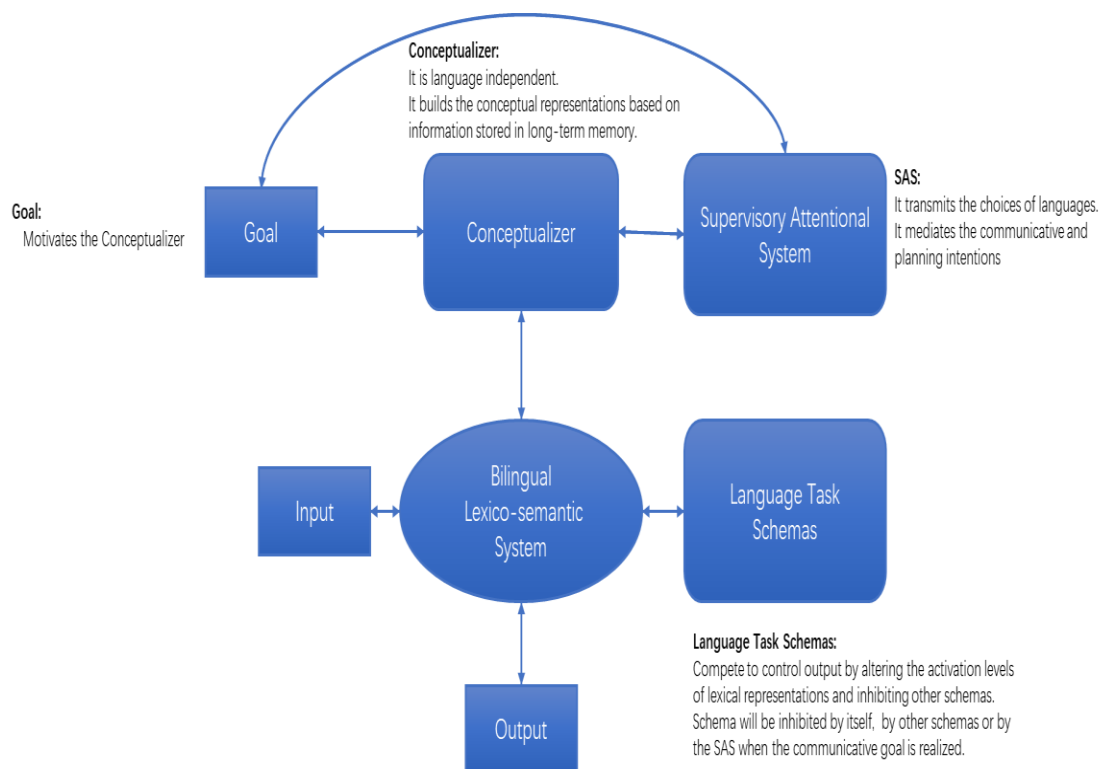 Conceptualizer:
It is language independent.
It builds the conceptual representations based on
information stored in long-term memory.
Goal:
Motivates the Conceptualizer
Goal
Conceptualizer
Supervisory Attentional
System
SAS:
It transmits the choices of languages.
It mediates the communicative and
planning intentions
Input
Bilingual
Lexico-semantic
System
Language Task
Schemas
Language Task Schemas:
Compete to control output by altering the activation levels
of lexical representations and inhibiting other schemas.
Schema will be inhibited by itself, by other schemas or by
the SAS when the communicative goal is realized.
Output